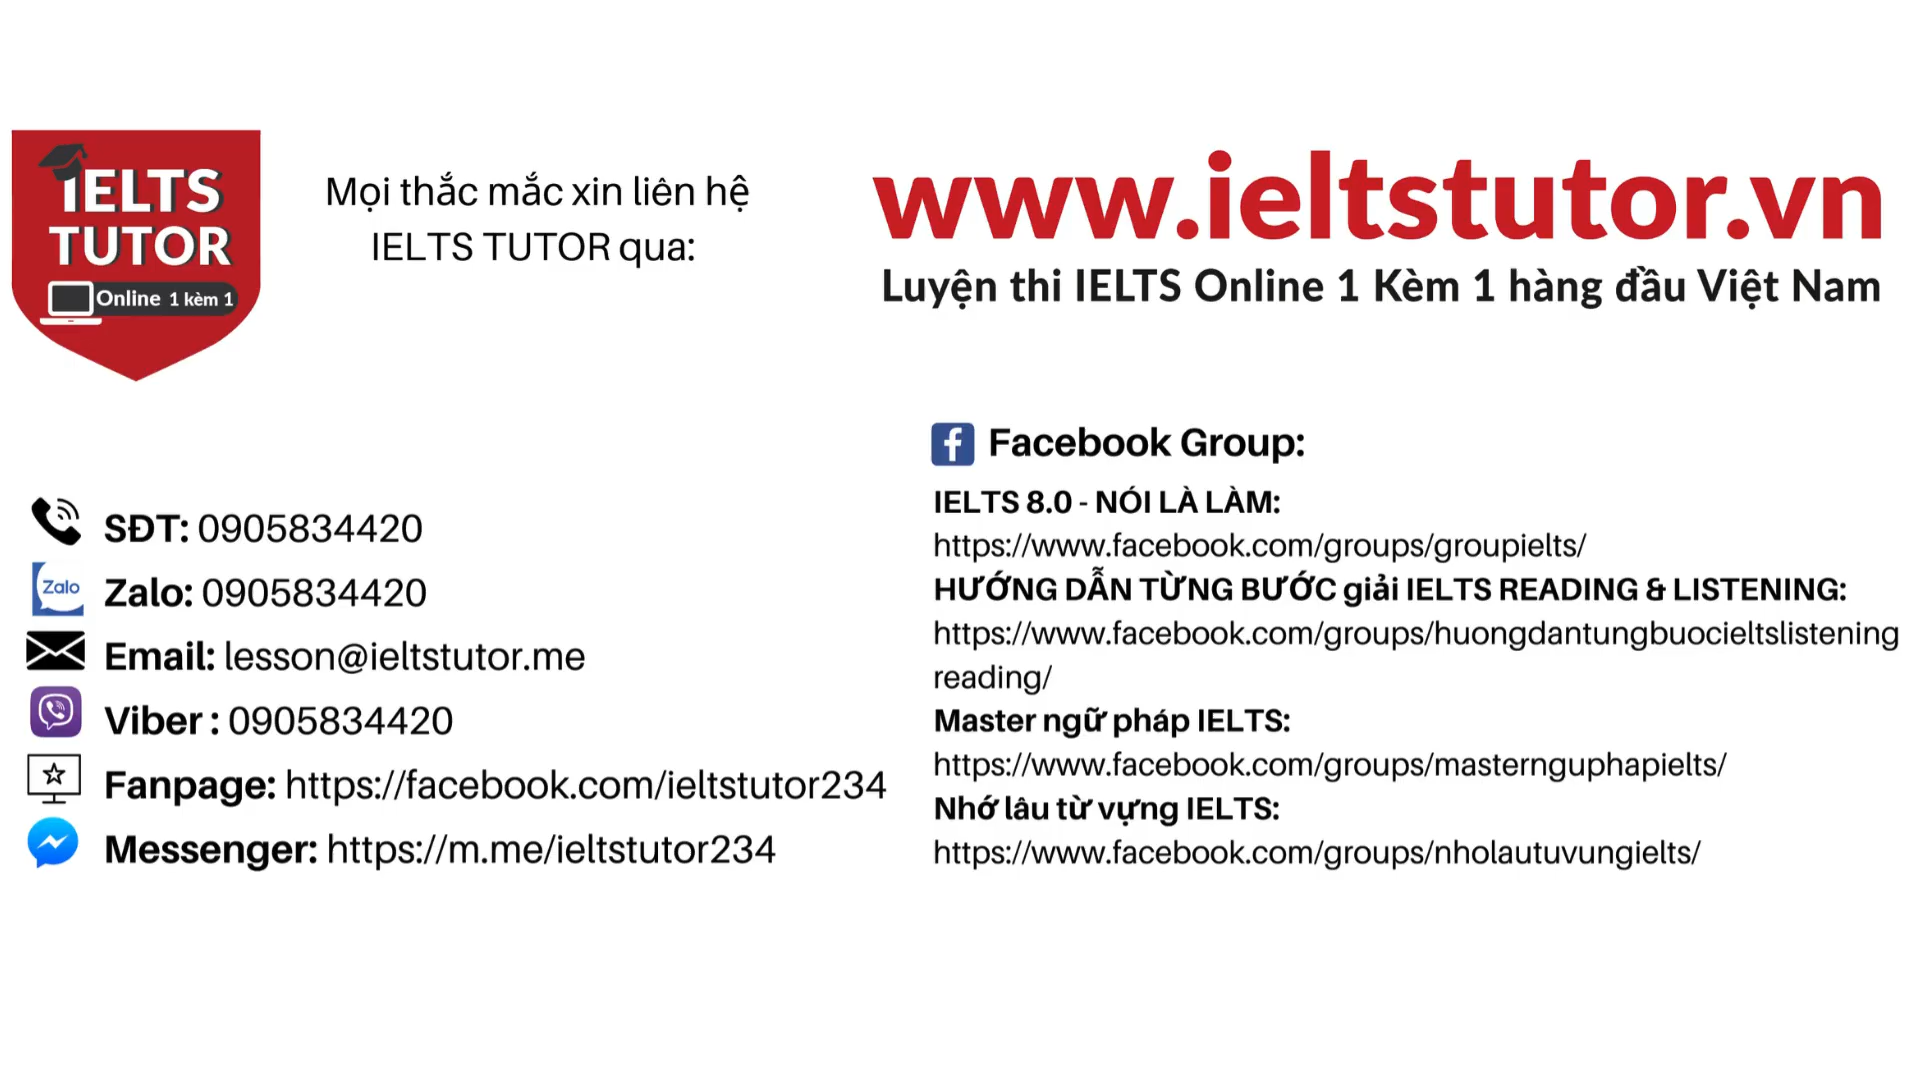 IELTS
TUTOR
Online 1 kèm 1
Mọi thắc mắc xin liên hệ
IELTS TUTOR qua:
www.ieltstutor.vn
Luyện thi IELTS Online 1 Kèm 1 hàng đầu Việt Nam
SĐT: 0905834420
Zalo
Zalo: 0905834420
Email: lesson@ieltstutor.me
Viber : 0905834420
Fanpage: https://facebook.com/ieltstutor234
Messenger: https://m.me/ieltstutor234
Facebook Group:
IELTS 8.0 - NÓI LÀ LÀM:
https://www.facebook.com/groups/groupielts/
HƯỚNG DẪN TỪNG BƯỚC giải IELTS READING & LISTENING:
https://www.facebook.com/groups/huongdantungbuocieltslistening
reading/
Master ngữ pháp IELTS:
https://www.facebook.com/groups/masternguphapielts/
Nhớ lâu từ vựng IELTS:
https://www.facebook.com/groups/nholautuvungielts/